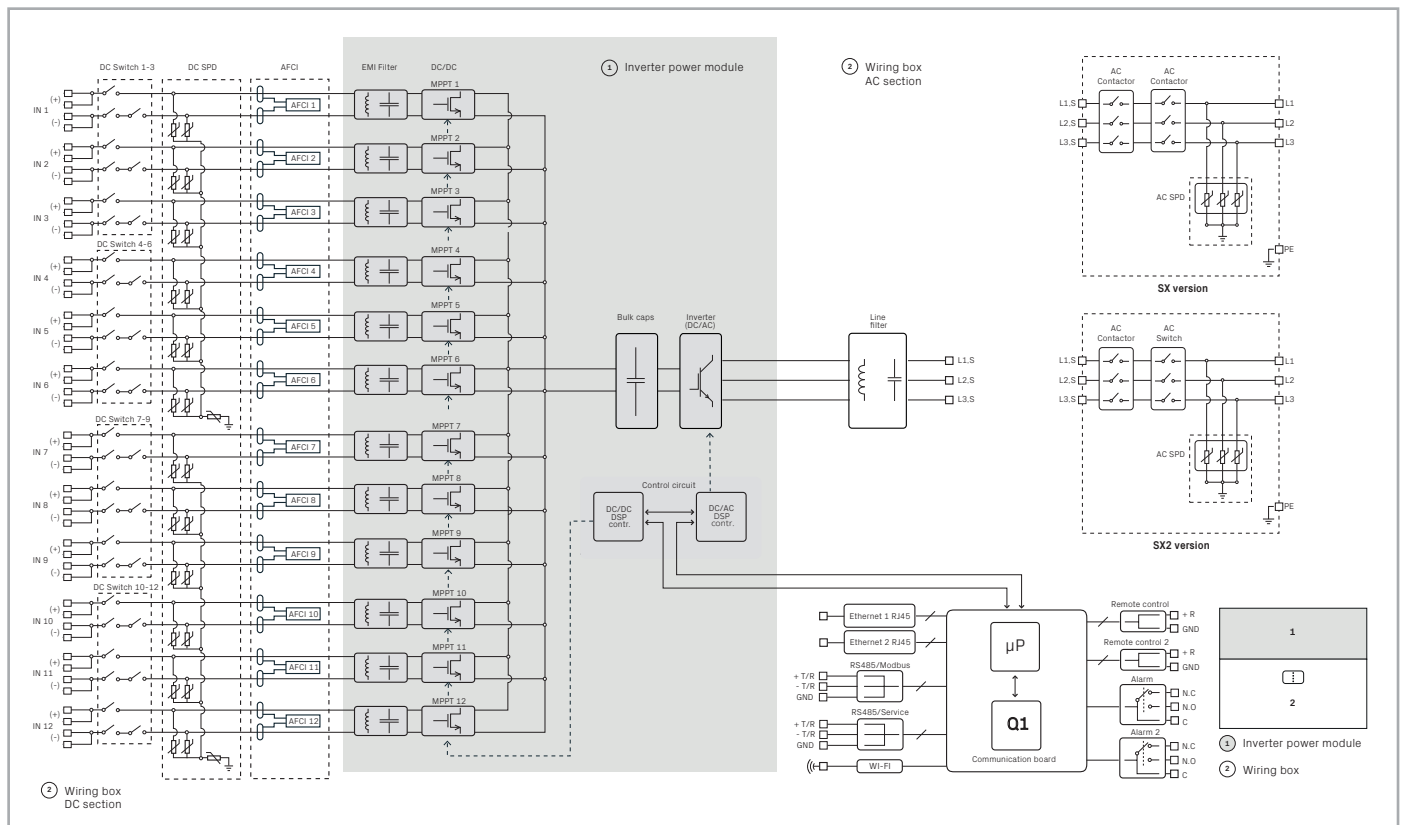 DC Switch 1-3
DC SPD
AFCI
EMI Filter
DC/DC
1 Inverter power module
2 Wiring box
AC section
MPPT 1
(+)
IN 1
(-)
AFCI 1
MPPT 2
(+)
IN 2
(-)
AFCI 2
MPPT 3
(+)
IN 3
(-)
AFCI 3
DC Switch 4-6
MPPT 4
(+)
IN 4
(-)
AFCI 4
MPPT 5
(+)
IN 5
(-)
AFCI 5
MPPT 6
(+)
IN 6
(-)
AFCI 6
DC Switch 7-9
MPPT 7
(+)
IN 7
(-)
AFCI 7
MPPT 8
(+)
IN 8
(-)
AFCI 8
MPPT 9
(+)
IN 9
(-)
AFCI 9
DC Switch 10-12
MPPT 10
(+)
IN 10
(-)
AFCI 10
MPPT 11
(+)
IN 11
(-)
AFCI 11
MPPT 12
(+)
IN 12
(-)
AFCI 12
2 Wiring box
DC section
Bulk caps
Inverter
(DC/AC)
Line
filter
L1,S
L2,S
L3,S
Control circuit
DC/DC
DSP
contr.
DC/AC
DSP
contr.
AC
Contactor
AC
Contactor
L1,S
L1
L2,S
L2
L3,S
L3
AC SPD
PE
SX version
AC
Contactor
AC
Switch
L1,S
L1
L2,S
L2
L3,S
L3
AC SPD
PE
SX2 version
Ethernet 1 RJ45
Ethernet 2 RJ45
RS485/Modbus
+ T/R
- T/R
GND
RS485/Service
+ T/R
- T/R
GND
WI-FI
µP
Q1
Communication board
Remote control
+ R
GND
Remote control 2
+ R
GND
Alarm
N.C
N.O
C
Alarm 2
N.C
N.O
C
1
2
1 Inverter power module
2 Wiring box